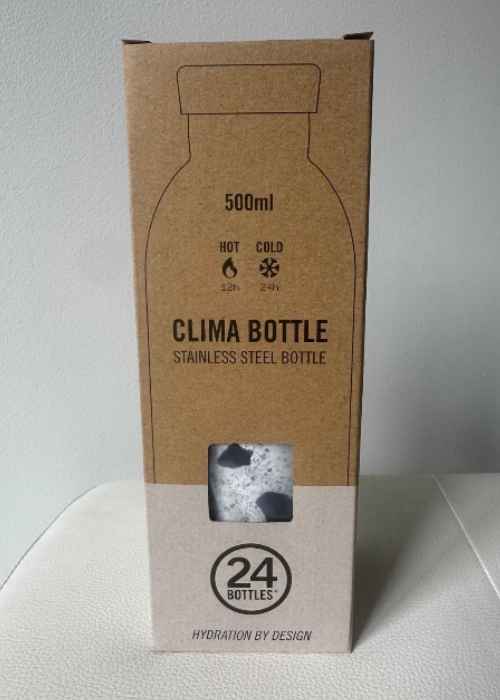 500ml
HOT COLD
12h 24h
CLIMA BOTTLE
STAINLESS STEEL BOTTLE
24
BOTTLES®
HYDRATION BY DESIGN